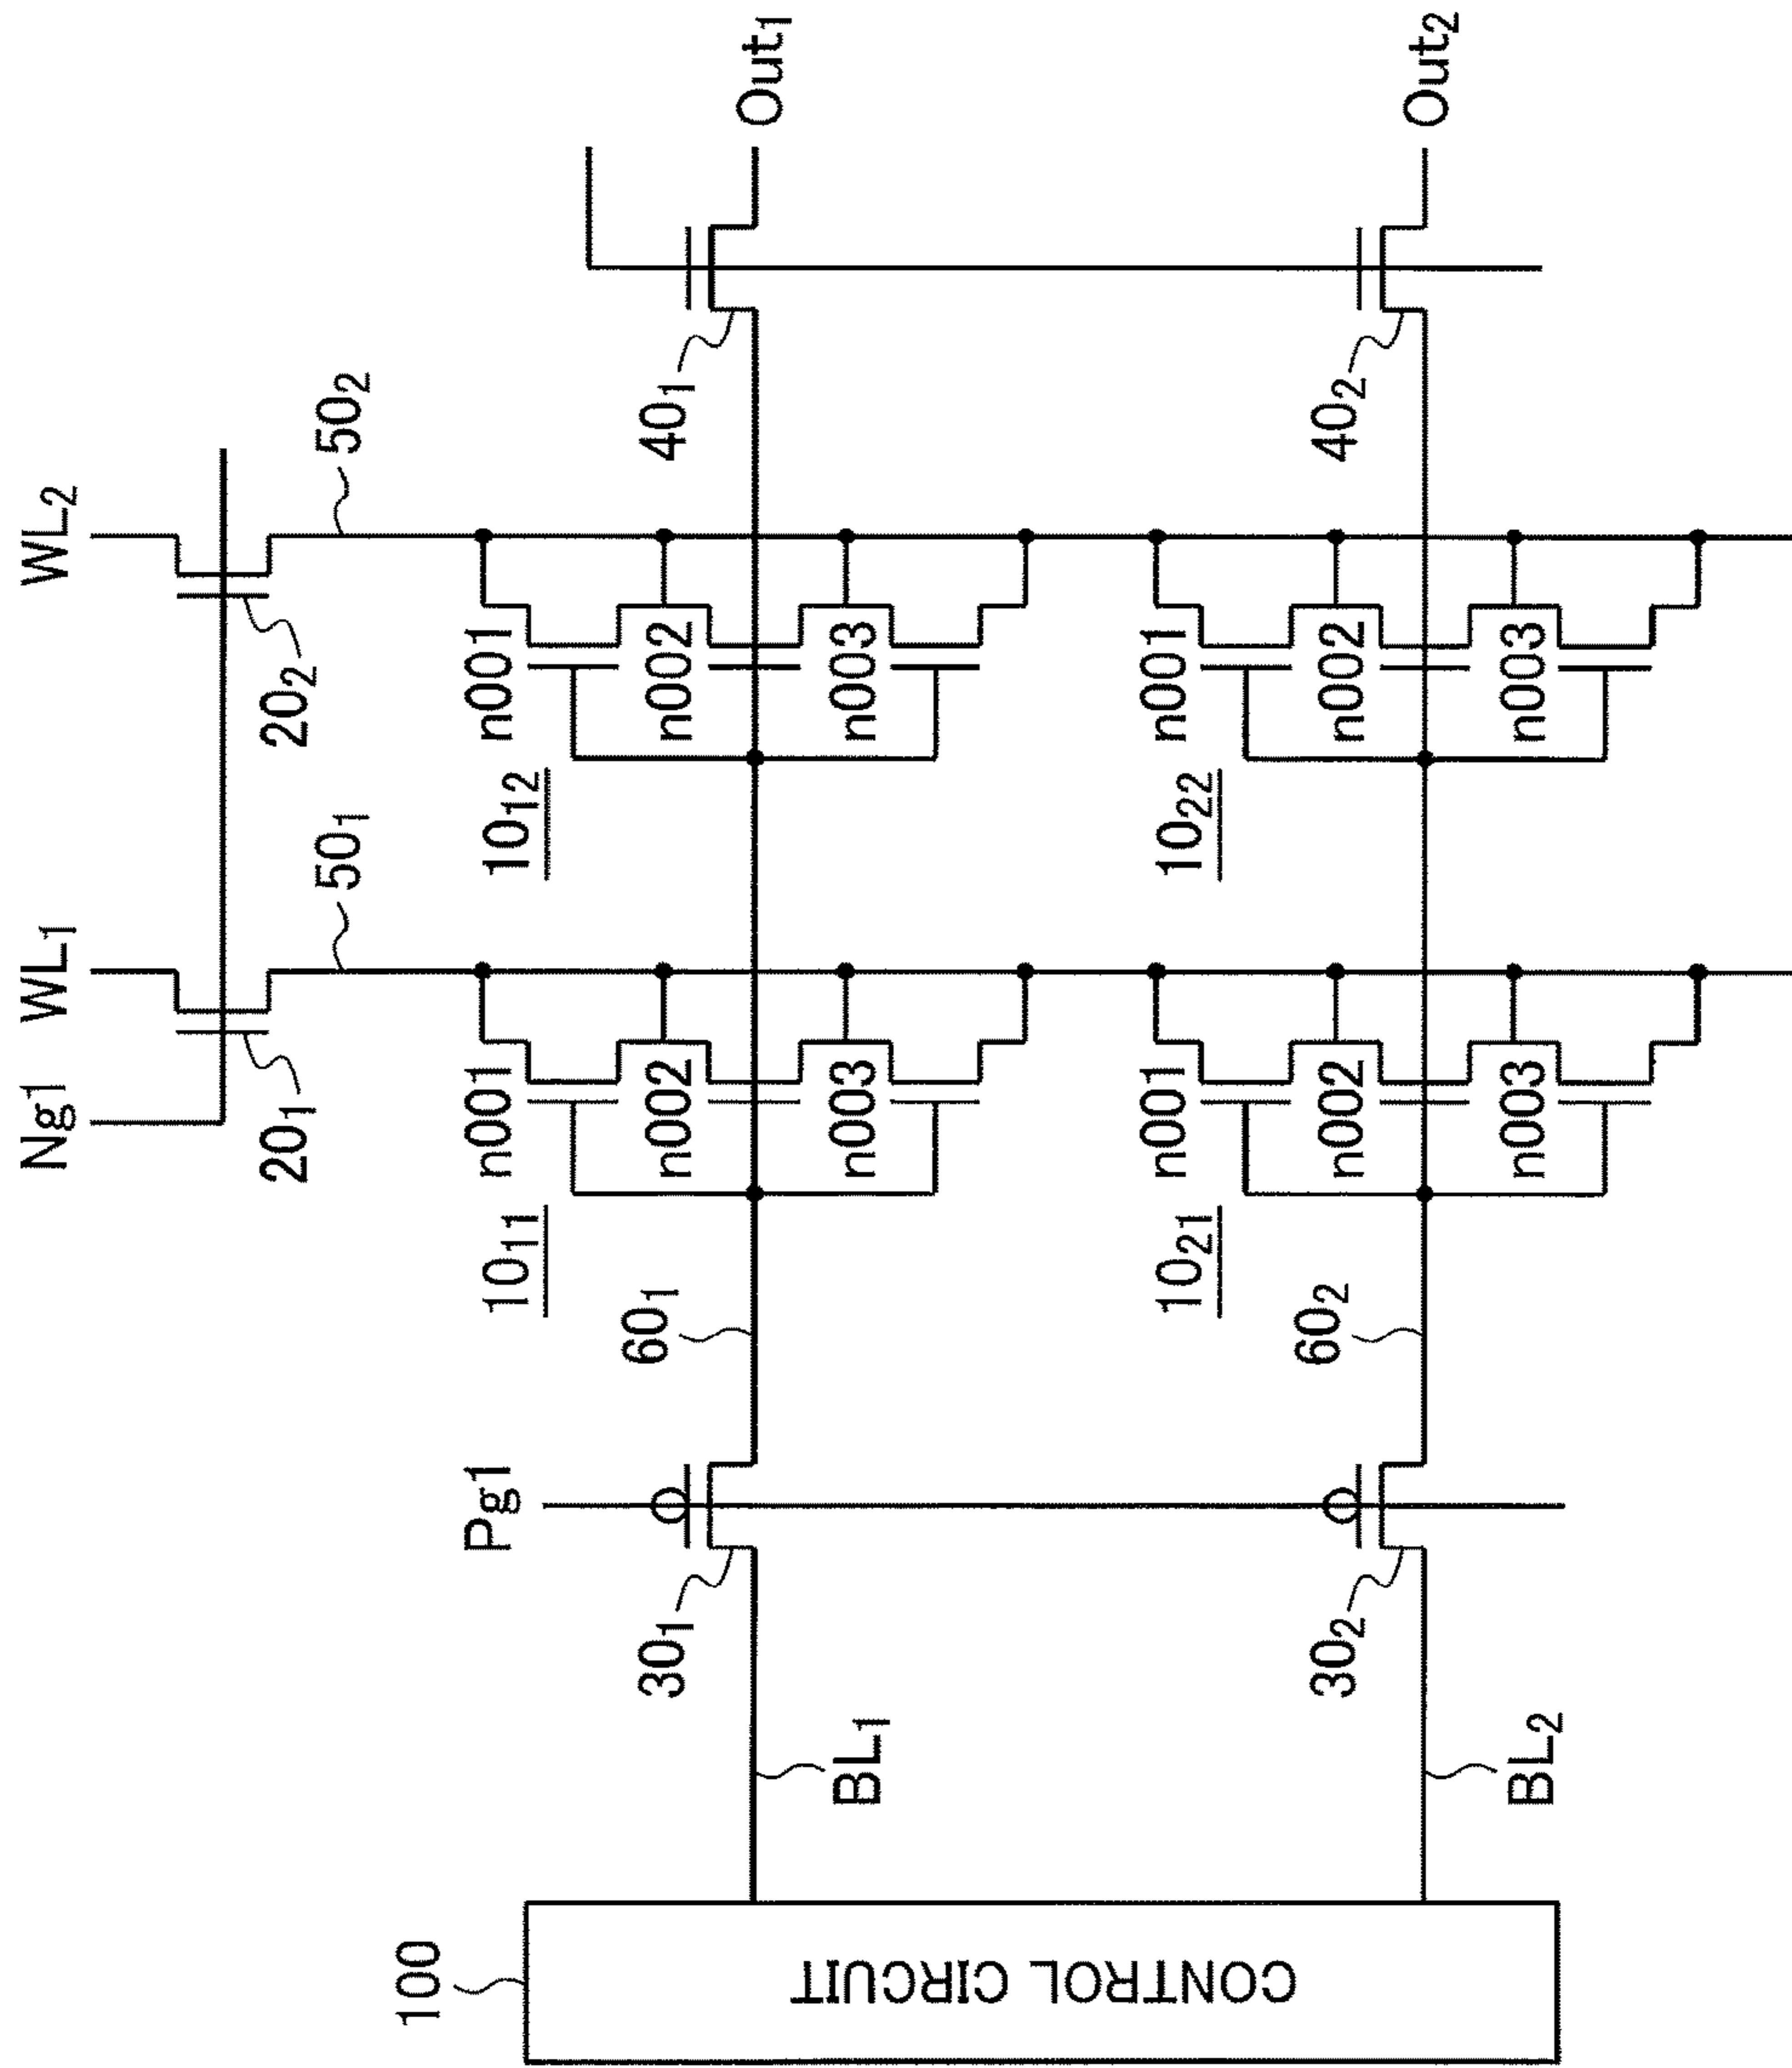 Ng1
WL1
WL2
20₁
20₂
50₁
50₂
n001
n002
n003
10₁₁
n001
n002
n003
10₁₂
n001
n002
n003
10₂₁
n001
n002
n003
10₂₂
60₁
60₂
40₁
40₂
Out₁
Out₂
Pg1
30₁
30₂
BL₁
BL₂
100
CONTROL CIRCUIT